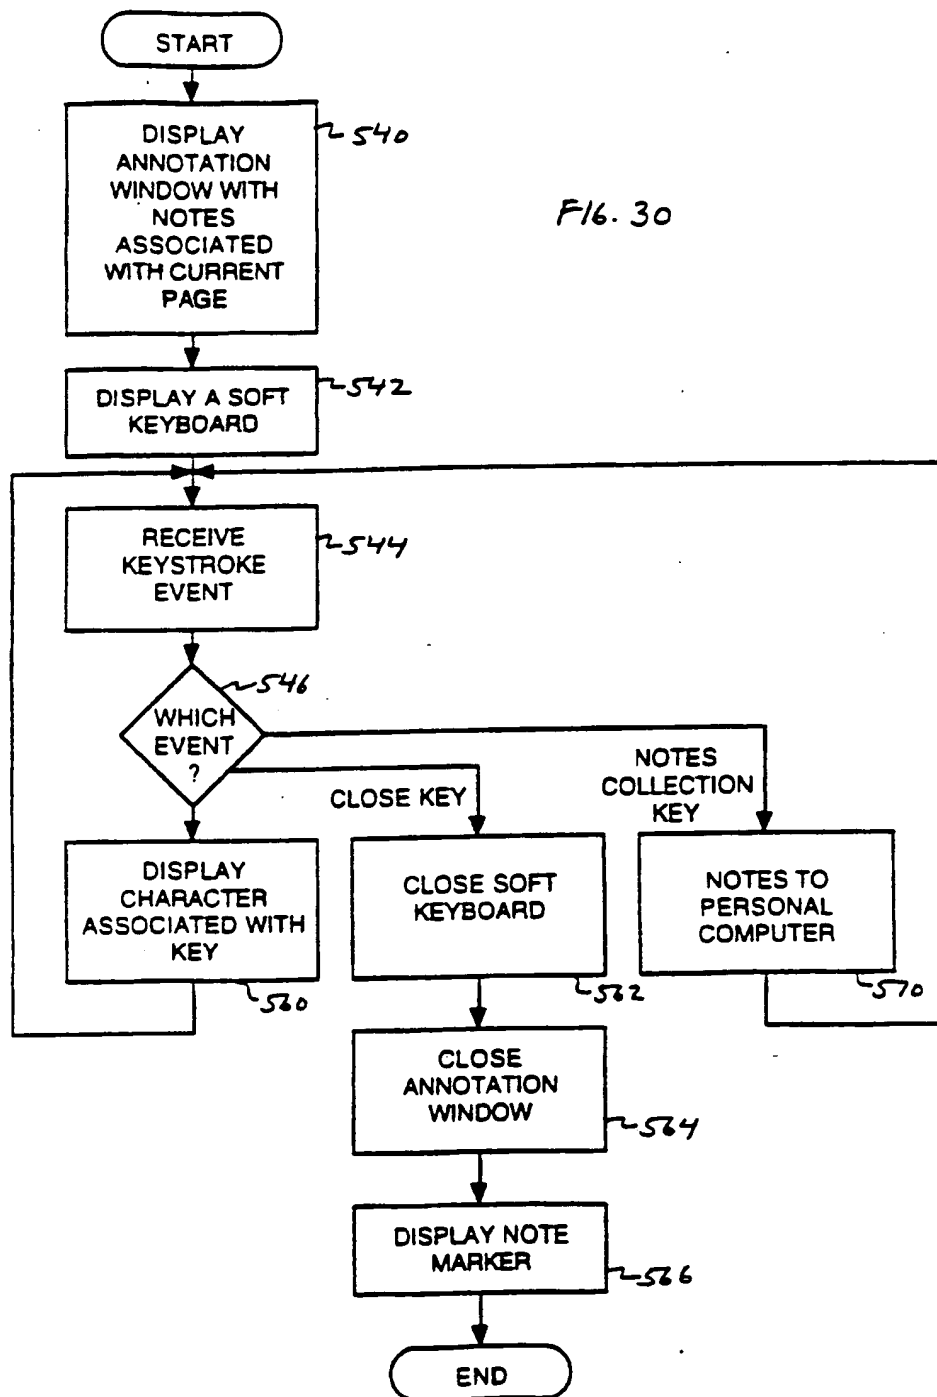 START
DISPLAY
ANNOTATION
WINDOW WITH
NOTES
ASSOCIATED
WITH CURRENT
PAGE
540
FIG. 30
DISPLAY A SOFT
KEYBOARD
542
RECEIVE
KEYSTROKE
EVENT
544
546
WHICH
EVENT
?
CLOSE KEY
NOTES
COLLECTION
KEY
DISPLAY
CHARACTER
ASSOCIATED WITH
KEY
560
CLOSE SOFT
KEYBOARD
562
NOTES TO
PERSONAL
COMPUTER
570
CLOSE
ANNOTATION
WINDOW
564
DISPLAY NOTE
MARKER
566
END